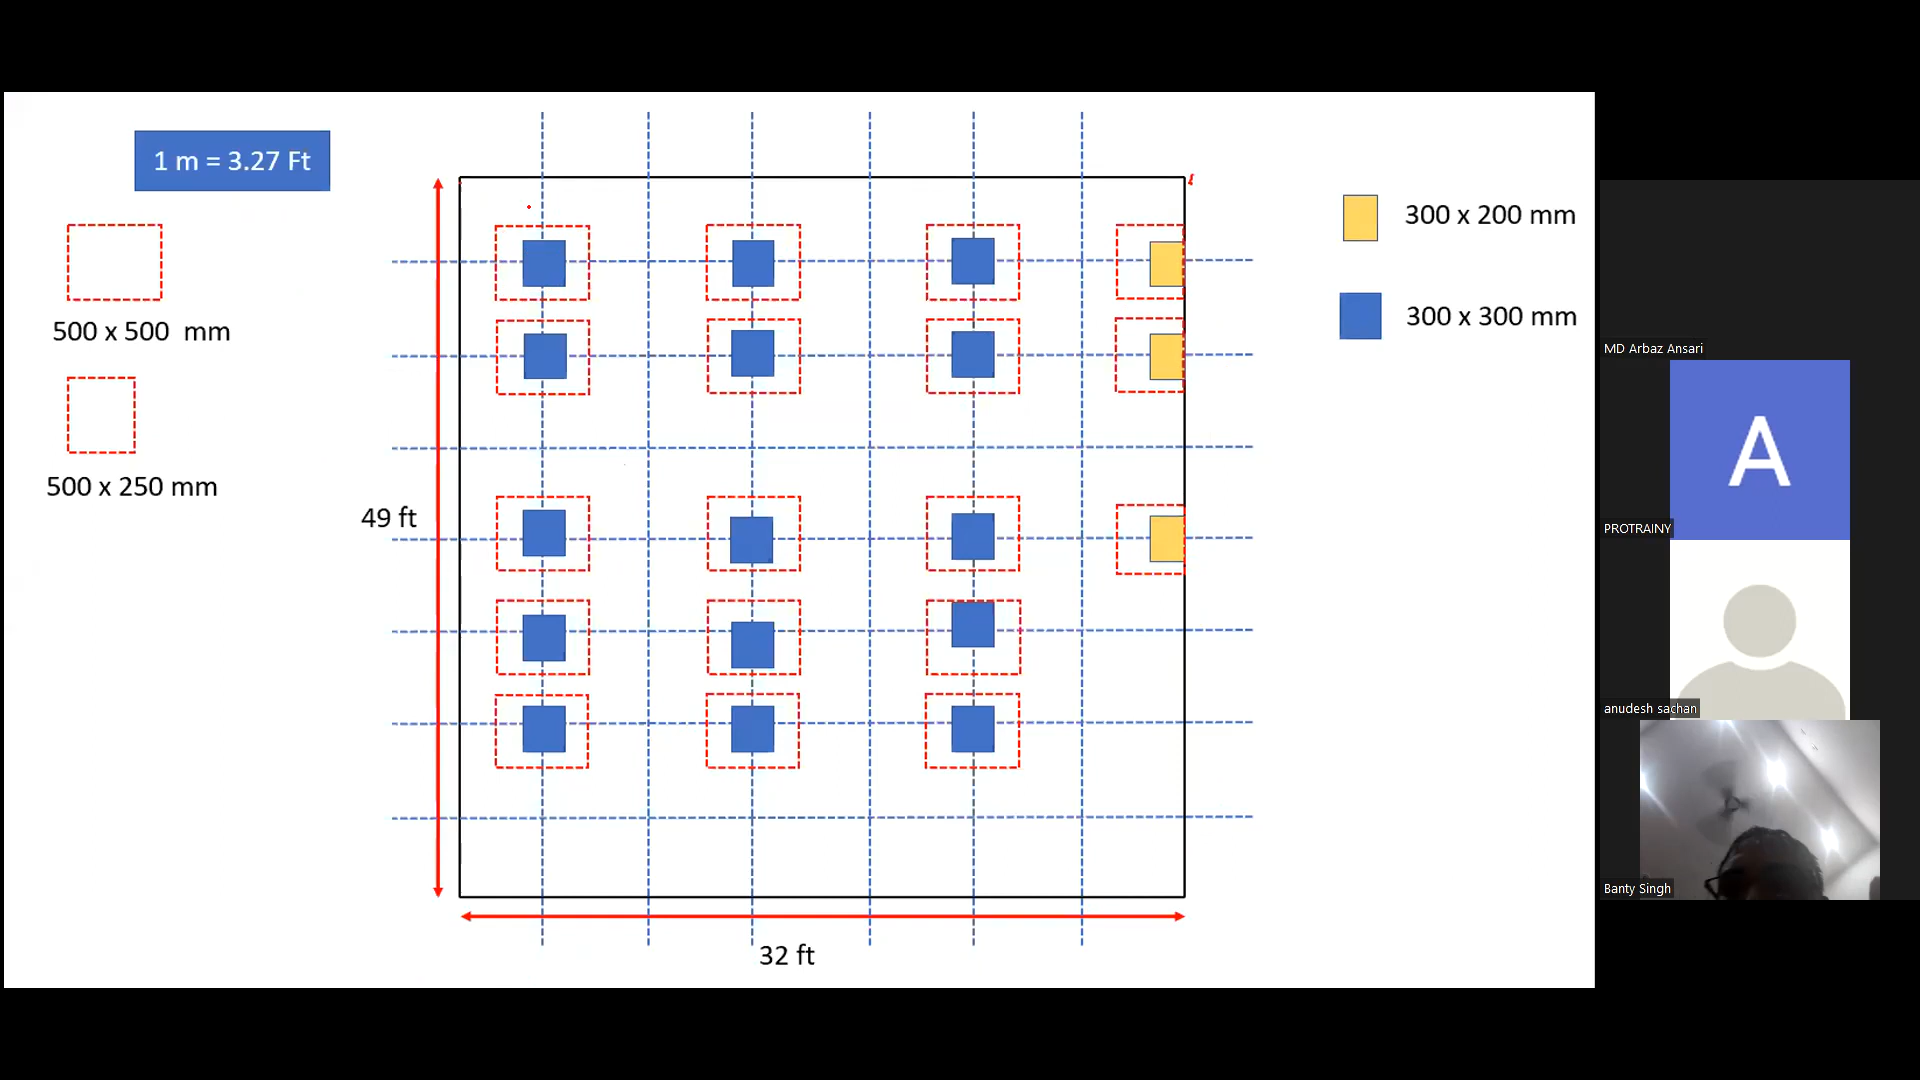 1 m = 3.27 Ft
500 x 500 mm
500 x 250 mm
49 ft
32 ft
300 x 200 mm
300 x 300 mm
MD Arbaz Ansari
A
PROTRAINY
anudesh sachan
Banty Singh